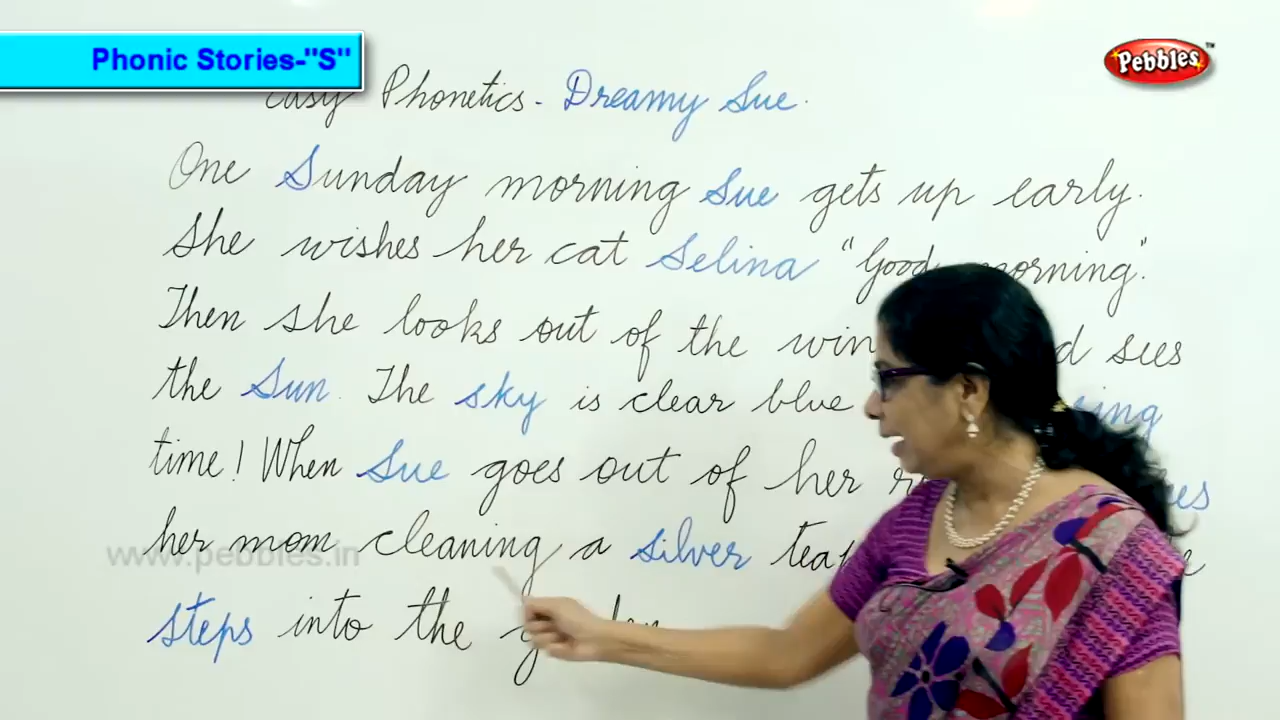 Phonic Stories-"S"
Pebbles™
Easy Phonetics - Dreamy Sue.
One Sunday morning Sue gets up early.
She wishes her cat Selina "Good morning".
Then she looks out of the sees
the Sun. The sky is clear blue
time! When Sue goes out of her
her mom cleaning a silver
www.pebbles.in
steps into the